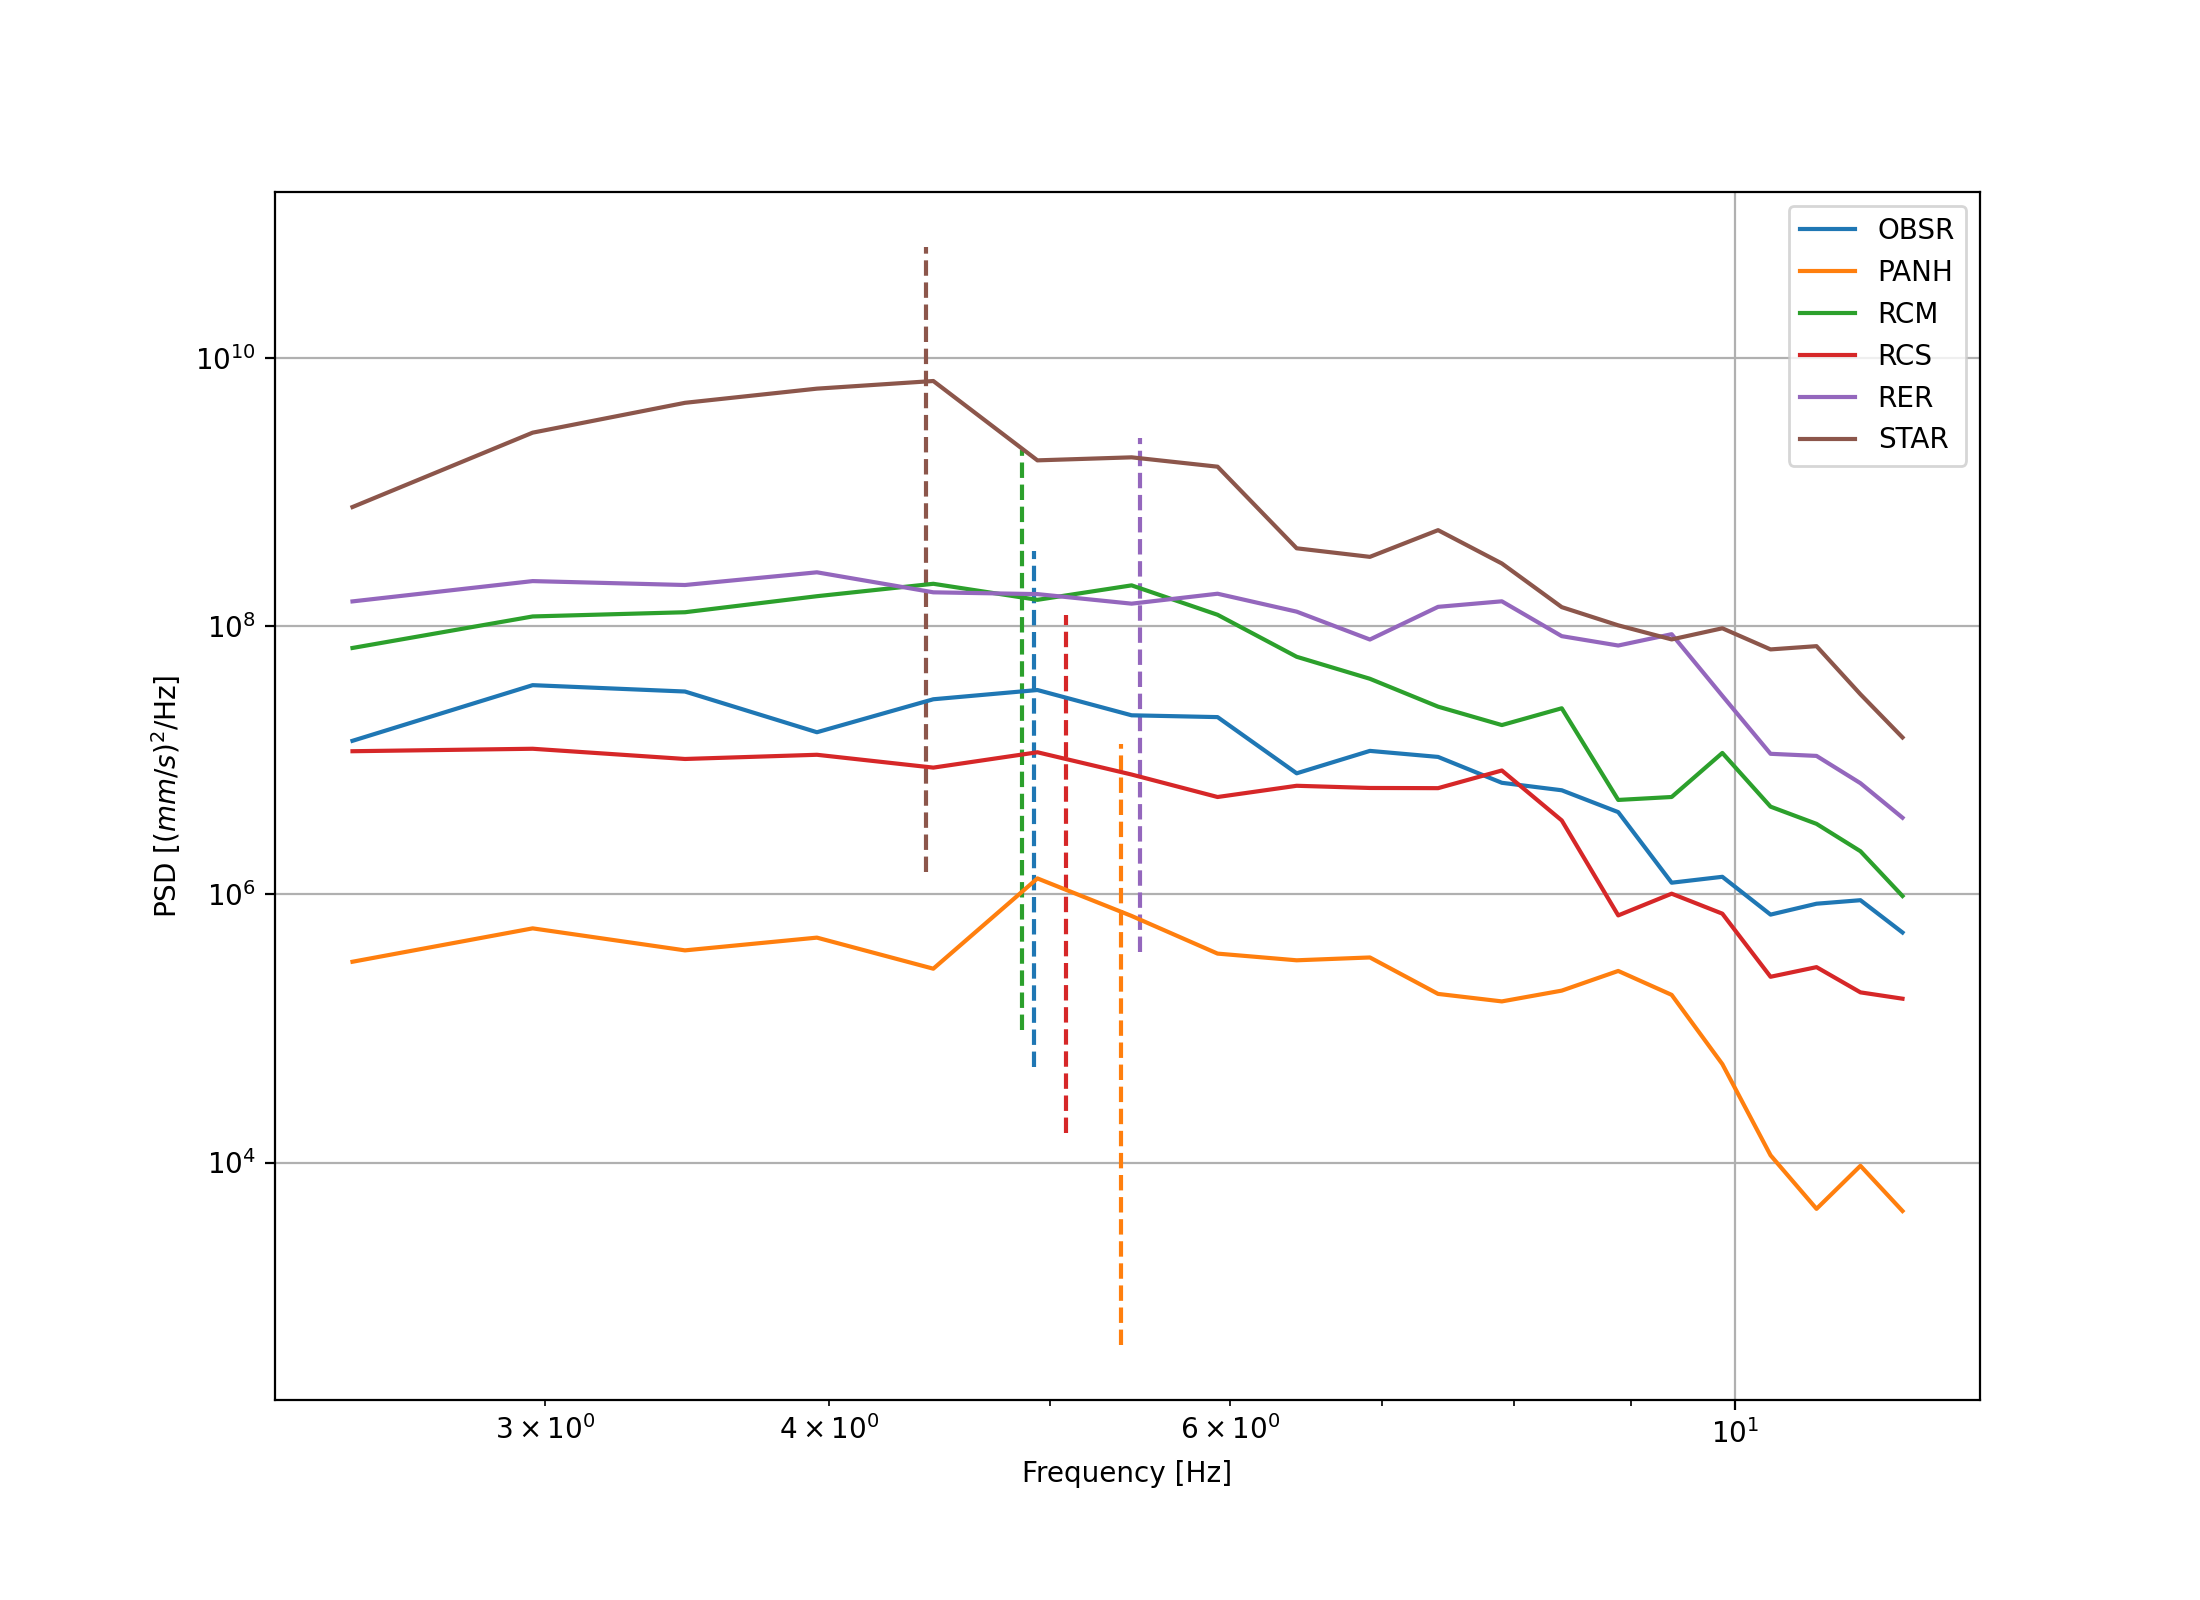 OBSR
PANH
RCM
RCS
RER
STAR
10^10
10^8
10^6
10^4
PSD [(mm/s)^2/Hz]
3 × 10^0 4 × 10^0 6 × 10^0 10^1
Frequency [Hz]